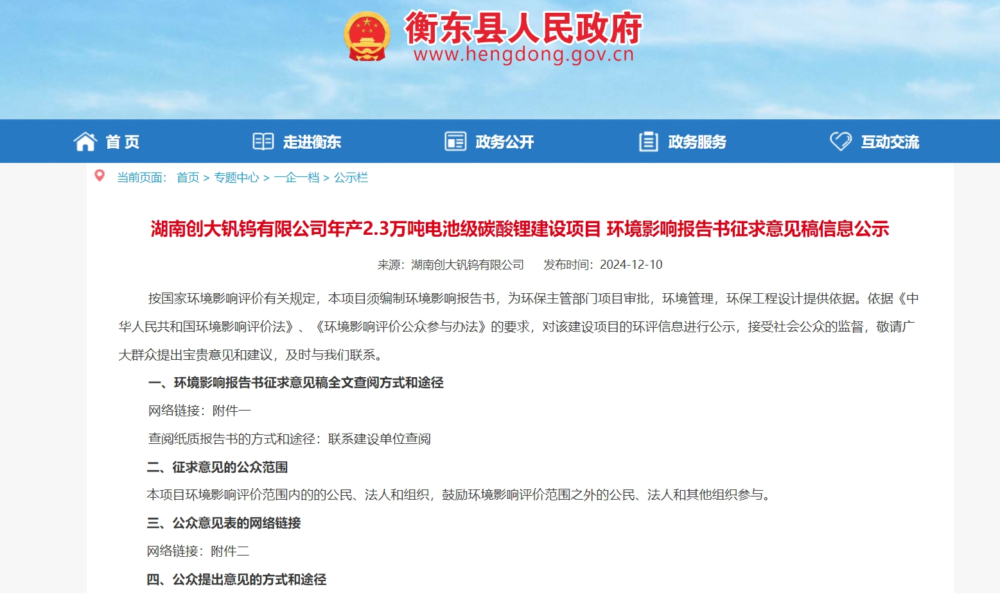 衡东县人民政府
www.hengdong.gov.cn
首 页
走进衡东
政务公开
政务服务
互动交流
当前页面： 首页 > 专题中心 > 一企一档 > 公示栏
湖南创大钒钨有限公司年产2.3万吨电池级碳酸锂建设项目 环境影响报告书征求意见稿信息公示
来源：湖南创大钒钨有限公司 发布时间：2024-12-10
按国家环境影响评价有关规定，本项目须编制环境影响报告书，为环保主管部门项目审批，环境管理，环保工程设计提供依据。依据《中
华人民共和国环境影响评价法》、《环境影响评价公众参与办法》的要求，对该建设项目的环评信息进行公示，接受社会公众的监督，敬请广
大群众提出宝贵意见和建议，及时与我们联系。
一、环境影响报告书征求意见稿全文查阅方式和途径
网络链接：附件一
查阅纸质报告书的方式和途径：联系建设单位查阅
二、征求意见的公众范围
本项目环境影响评价范围内的的公民、法人和组织，鼓励环境影响评价范围之外的公民、法人和其他组织参与。
三、公众意见表的网络链接
网络链接：附件二
四、公众提出意见的方式和途径